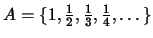 A = {1, 1/2, 1/3, 1/4, . . . }